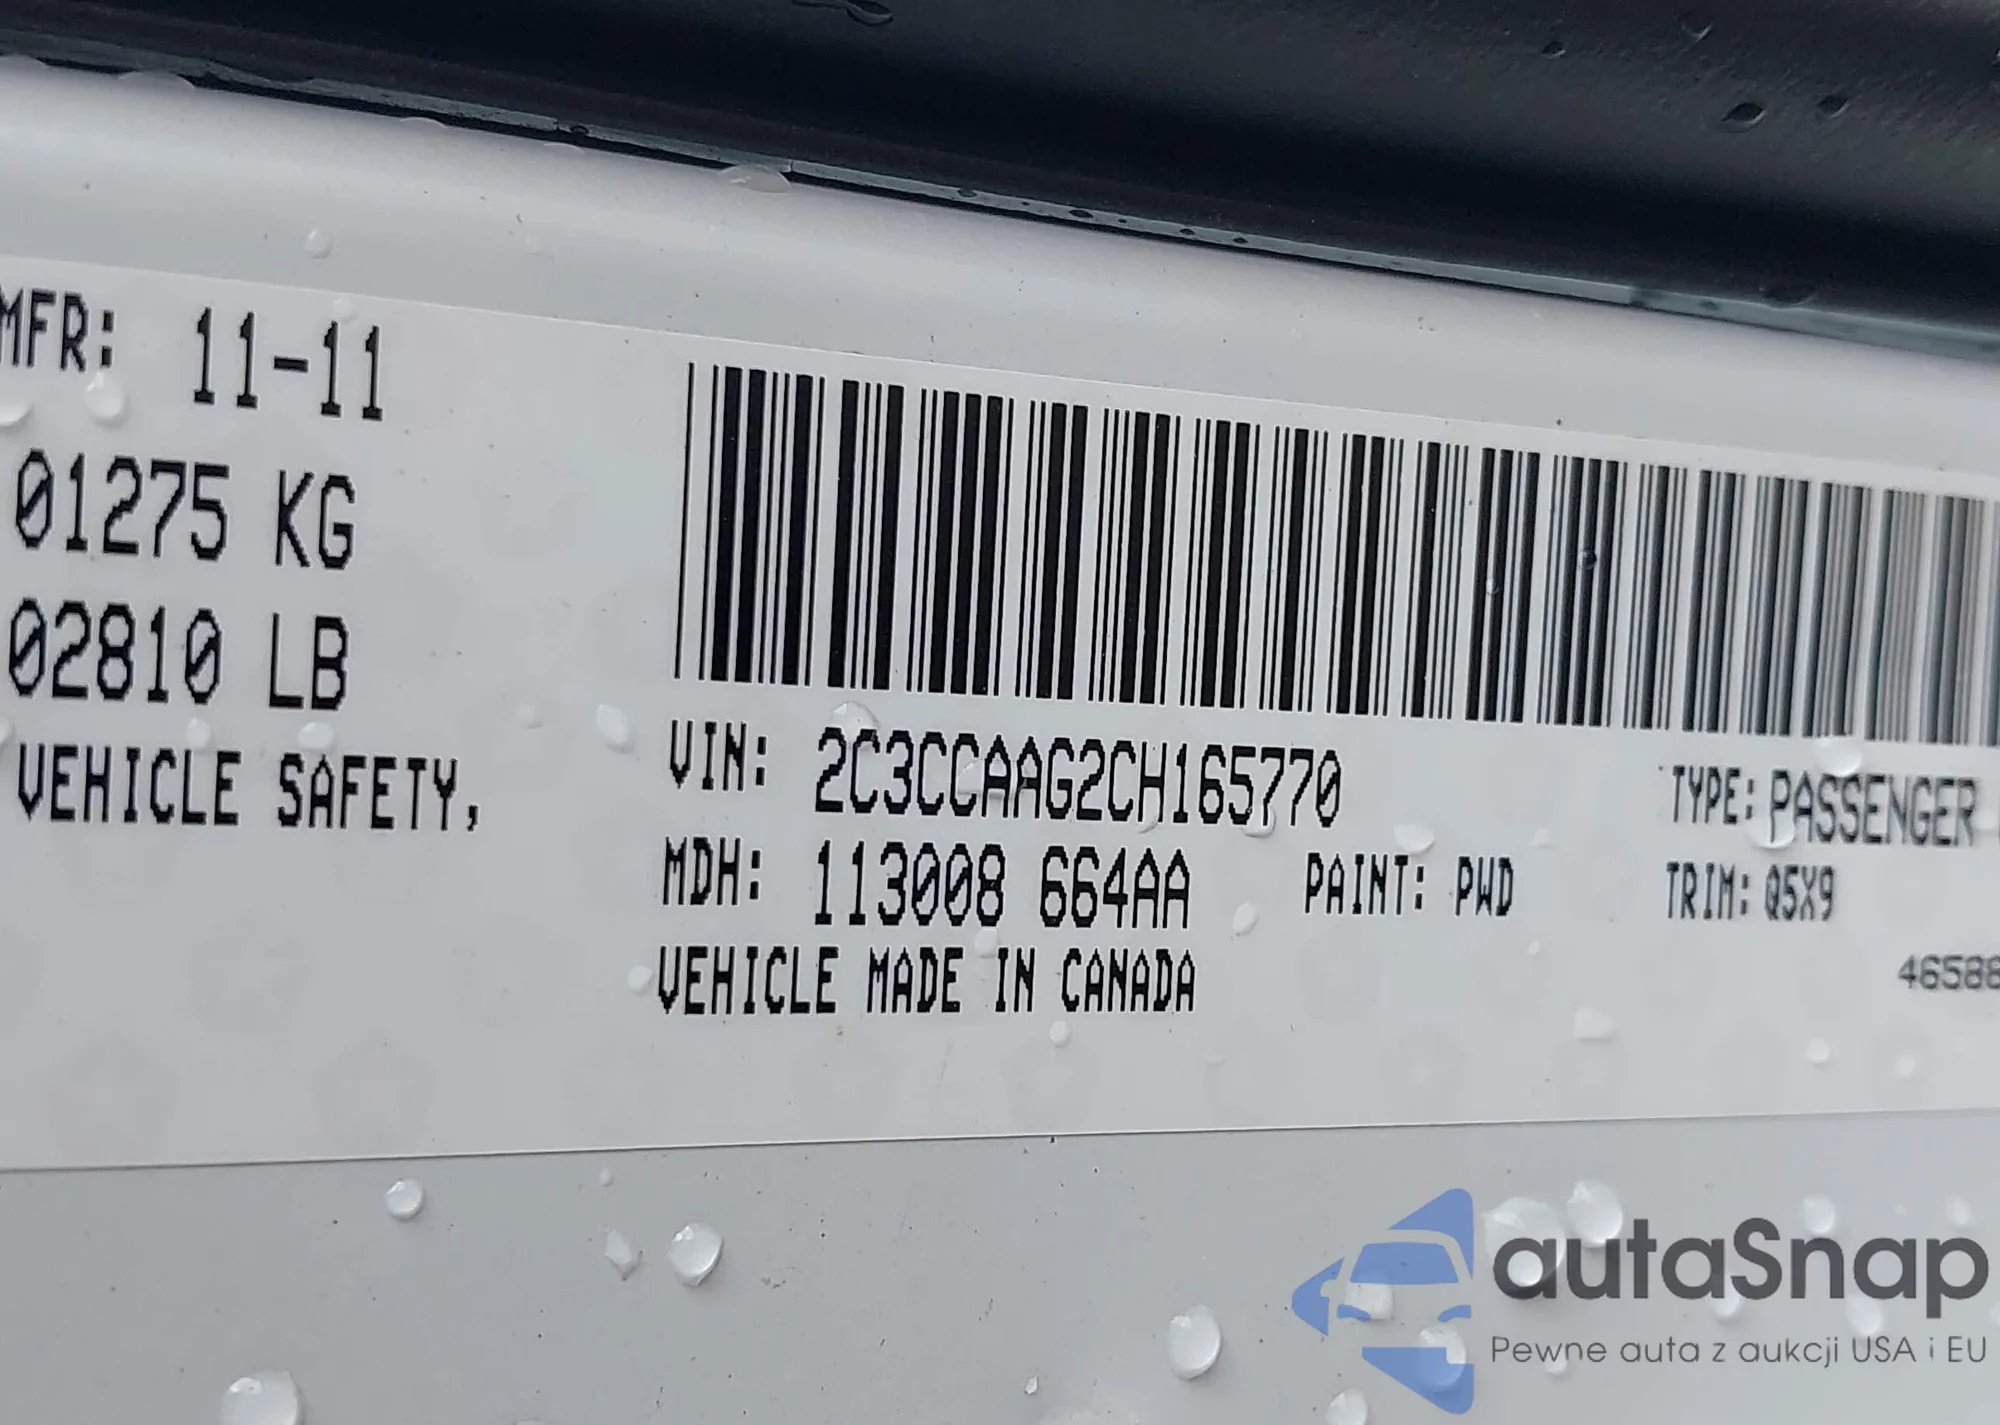 MFR: 11-11
01275 KG
02810 LB
VEHICLE SAFETY,
VIN: 2C3CCAAG2CH165770
TYPE: PASSENGER
MDH: 113008 664AA
PAINT: PWD
TRIM: Q5X9
VEHICLE MADE IN CANADA
46588
autaSnap
Pewne auta z aukcji USA i EU